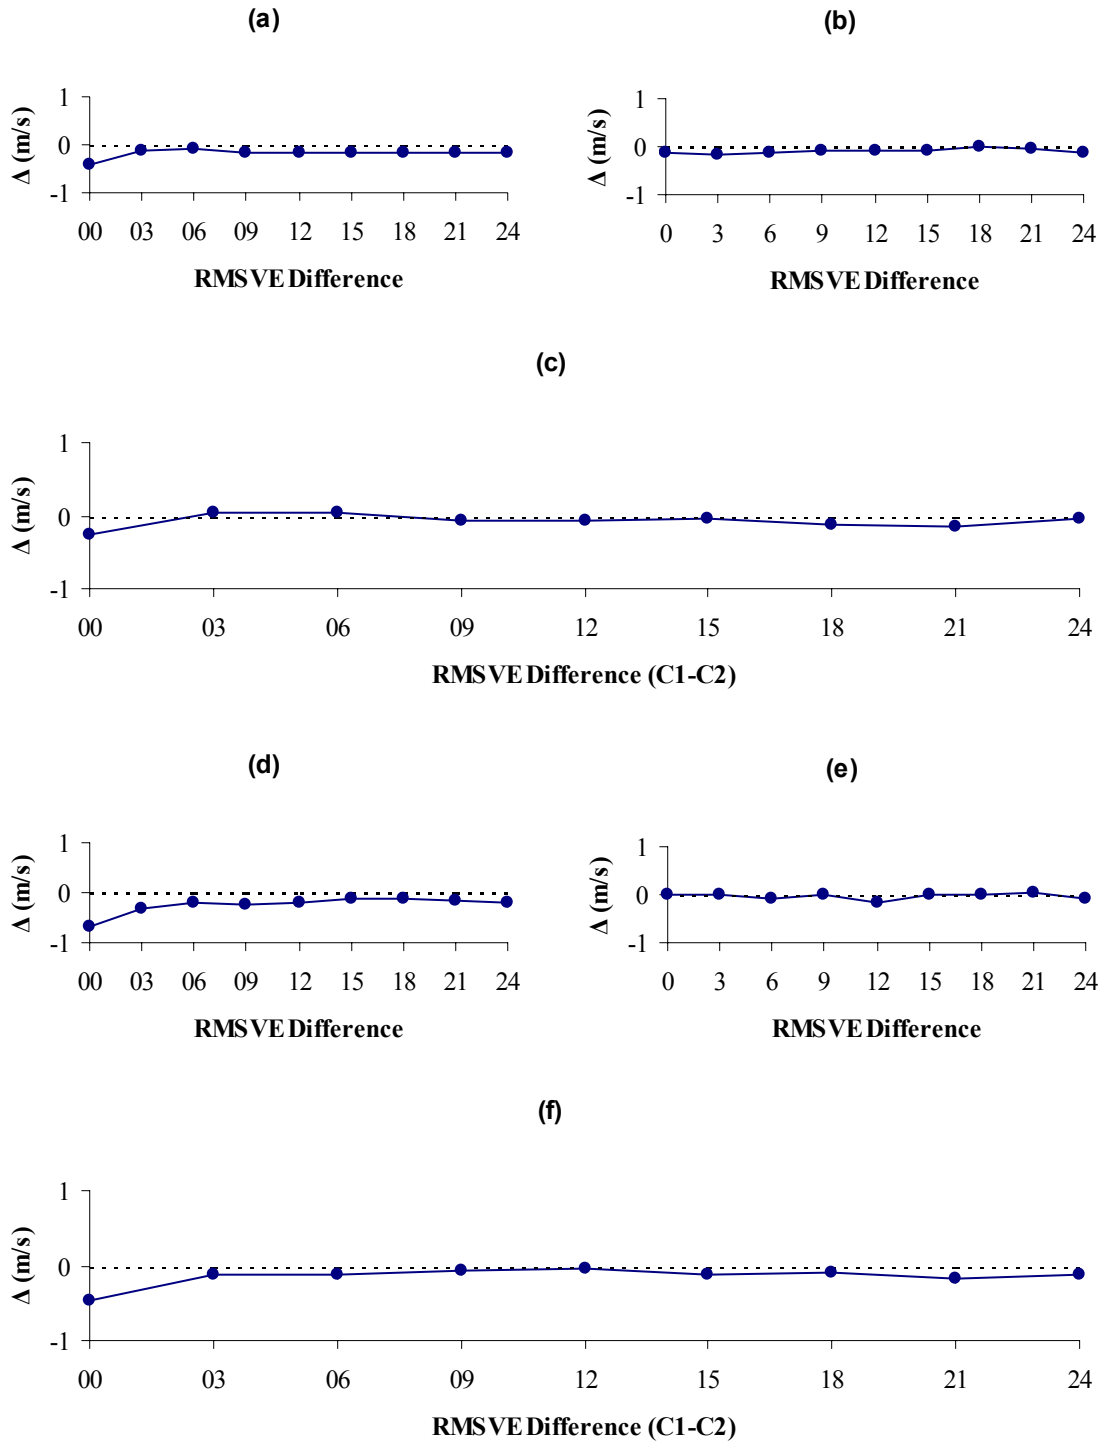 (a)
Δ (m/s)
1
0
-1
00 03 06 09 12 15 18 21 24
RMSVE Difference
(b)
Δ (m/s)
1
0
-1
0 3 6 9 12 15 18 21 24
RMSVE Difference
(c)
Δ (m/s)
1
0
-1
00 03 06 09 12 15 18 21 24
RMSVE Difference (C1-C2)
(d)
Δ (m/s)
1
0
-1
00 03 06 09 12 15 18 21 24
RMSVE Difference
(e)
Δ (m/s)
1
0
-1
0 3 6 9 12 15 18 21 24
RMSVE Difference
(f)
Δ (m/s)
1
0
-1
00 03 06 09 12 15 18 21 24
RMSVE Difference (C1-C2)